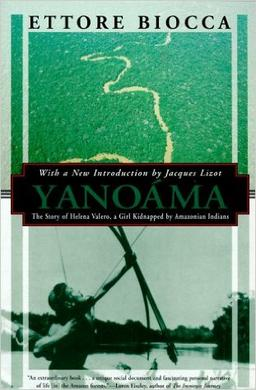 ETTORE BIOCCA
With a New Introduction by Jacques Lizot
YANOÁMA
The Story of Helena Valero, a Girl Kidnapped by Amazonian Indians
"An extraordinary book . . . a unique social document and fascinating personal narrative
of life in the Amazon forests."—Loren Eiseley, author of The Immense Journey